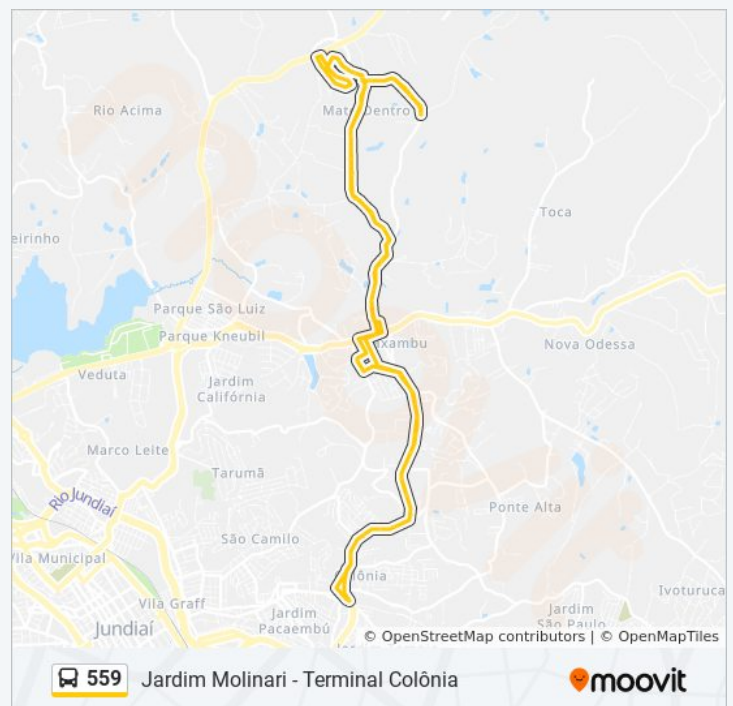 Rio Acima
Mato Dentro
Toca
eirinho
Parque São Luiz
Parque Kneubil
Caxambu
Nova Odessa
Veduta
Jardim
Califórnia
Marco Leite
Tarumã
Rio Jundiaí
Ponte Alta
São Camilo
Vila Municipal
Colônia
Ivoturuca
Vila Graff
Jardim
Pacaembú
Jardim
São Paulo
Jundiaí
© OpenStreetMap contributors | © OpenMapTiles
559 Jardim Molinari - Terminal Colônia
moovit